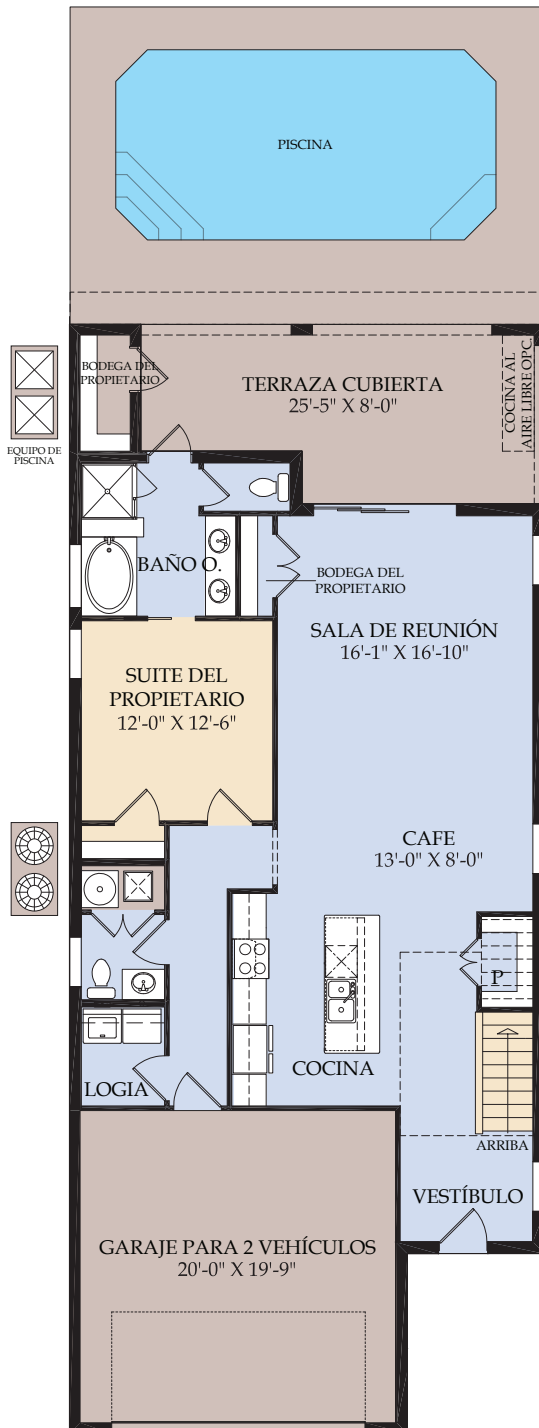 PISCINA
BODEGA DEL
PROPIETARIO
TERRAZA CUBIERTA
25'-5" X 8'-0"
COCINA AL
AIRE LIBRE OPC.
EQUIPO DE
PISCINA
BAÑO O.
BODEGA DEL
PROPIETARIO
SALA DE REUNIÓN
16'-1" X 16'-10"
SUITE DEL
PROPIETARIO
12'-0" X 12'-6"
CAFE
13'-0" X 8'-0"
P
COCINA
LOGIA
ARRIBA
VESTÍBULO
GARAJE PARA 2 VEHÍCULOS
20'-0" X 19'-9"